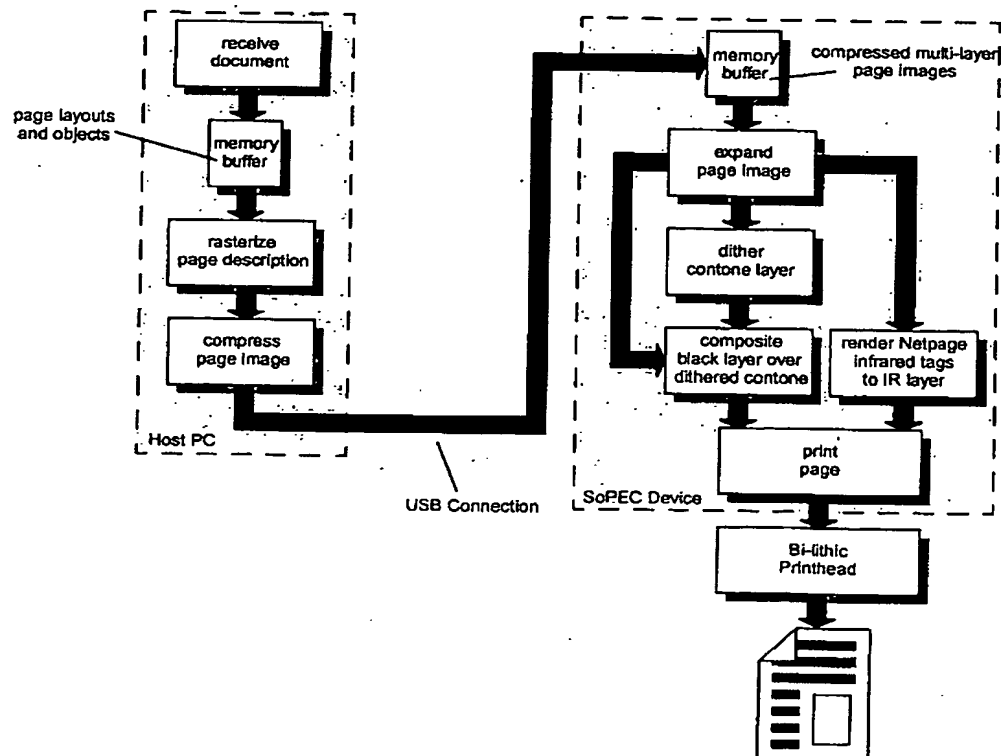 receive
document
page layouts
and objects
memory
buffer
rasterize
page description
compress
page image
Host PC
USB Connection
memory
buffer
compressed multi-layer
page images
expand
page image
dither
contone layer
composite
black layer over
dithered contone
render Netpage
infrared tags
to IR layer
print
page
SoPEC Device
Bi-lithic
Printhead